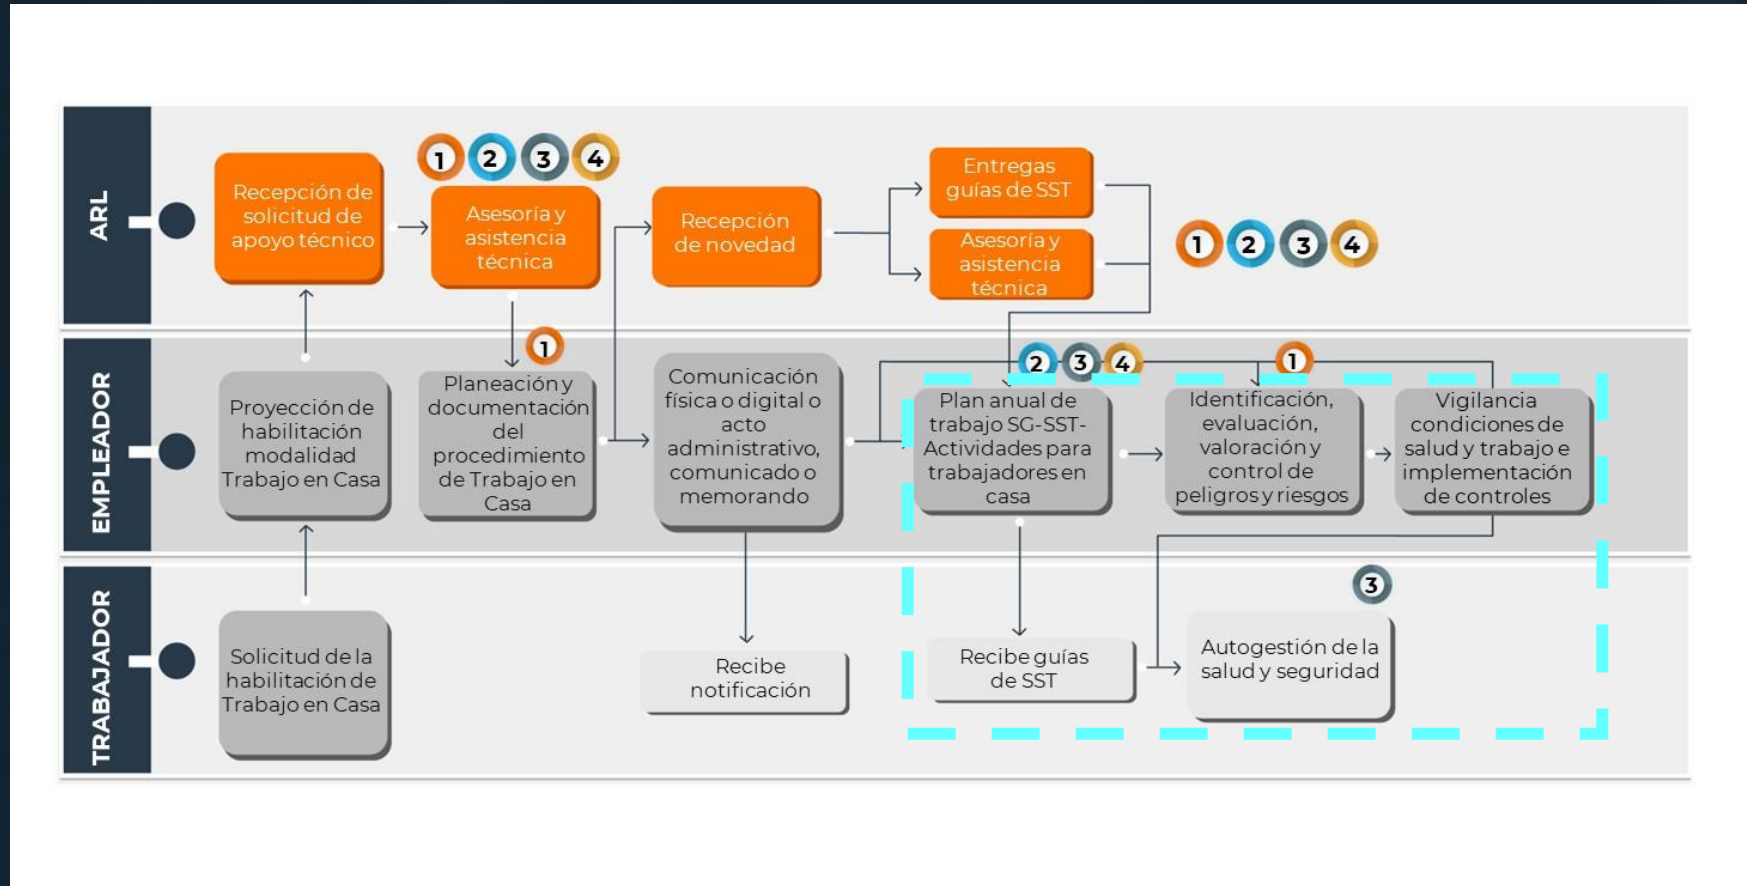 ARL
Recepción de
solicitud de
apoyo técnico
1 2 3 4
Asesoría y
asistencia
técnica
Recepción
de novedad
Entregas
guías de SST
Asesoría y
asistencia
técnica
1 2 3 4
EMPLEADOR
Proyección de
habilitación
modalidad
Trabajo en Casa
1
Planeación y
documentación
del
procedimiento
de Trabajo en
Casa
Comunicación
física o digital o
acto
administrativo,
comunicado o
memorando
2 3 4
Plan anual de
trabajo SG-SST-
Actividades para
trabajadores en
casa
1
Identificación,
evaluación,
valoración y
control de
peligros y riesgos
Vigilancia
condiciones de
salud y trabajo e
implementación
de controles
TRABAJADOR
Solicitud de la
habilitación de
Trabajo en Casa
Recibe
notificación
Recibe guías
de SST
3
Autogestión de la
salud y seguridad